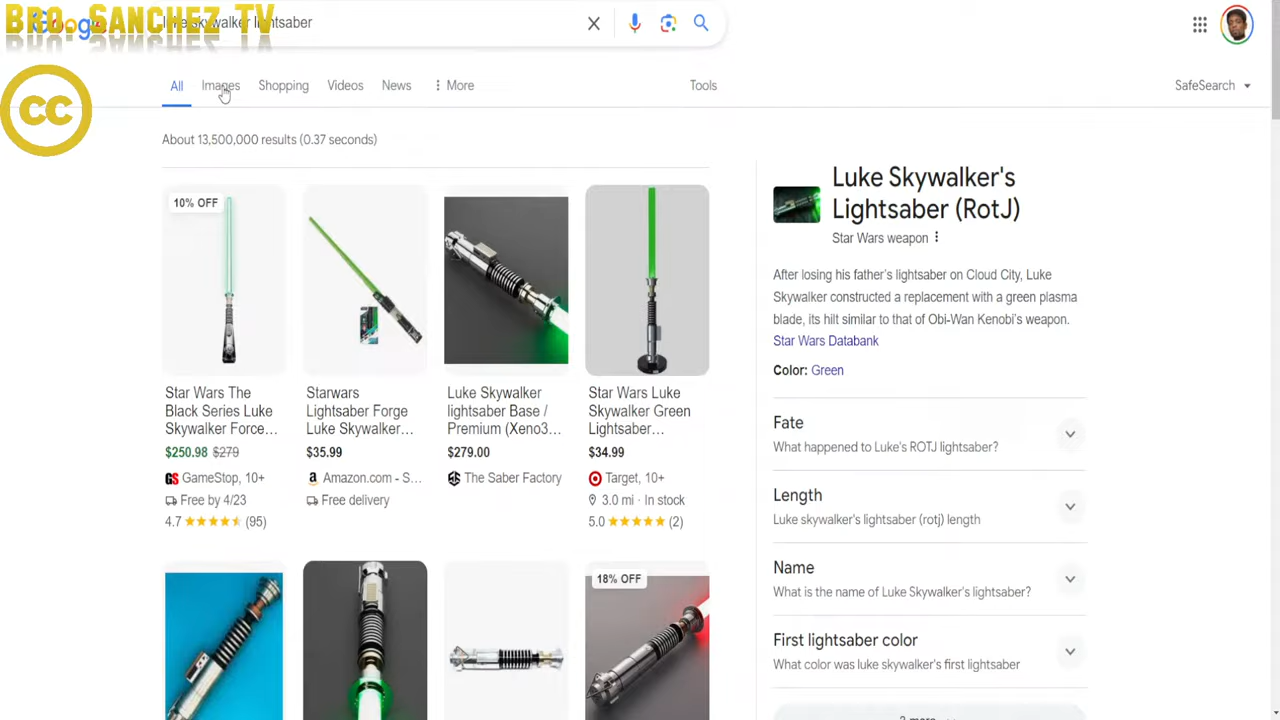 BRO. SANCHEZ TV
luke skywalker lightsaber
CC
All Images Shopping Videos News More Tools SafeSearch
About 13,500,000 results (0.37 seconds)
10% OFF
Star Wars The
Black Series Luke
Skywalker Force…
$250.98 $279
GameStop, 10+
Free by 4/23
4.7 (95)
Starwars
Lightsaber Forge
Luke Skywalker…
$35.99
Amazon.com - S…
Free delivery
Luke Skywalker
lightsaber Base /
Premium (Xeno3…
$279.00
The Saber Factory
Star Wars Luke
Skywalker Green
Lightsaber…
$34.99
Target, 10+
3.0 mi · In stock
5.0 (2)
18% OFF
Luke Skywalker's
Lightsaber (RotJ)
Star Wars weapon
After losing his father's lightsaber on Cloud City, Luke
Skywalker constructed a replacement with a green plasma
blade, its hilt similar to that of Obi-Wan Kenobi's weapon.
Star Wars Databank
Color: Green
Fate
What happened to Luke's ROTJ lightsaber?
Length
Luke skywalker's lightsaber (rotj) length
Name
What is the name of Luke Skywalker's lightsaber?
First lightsaber color
What color was luke skywalker's first lightsaber